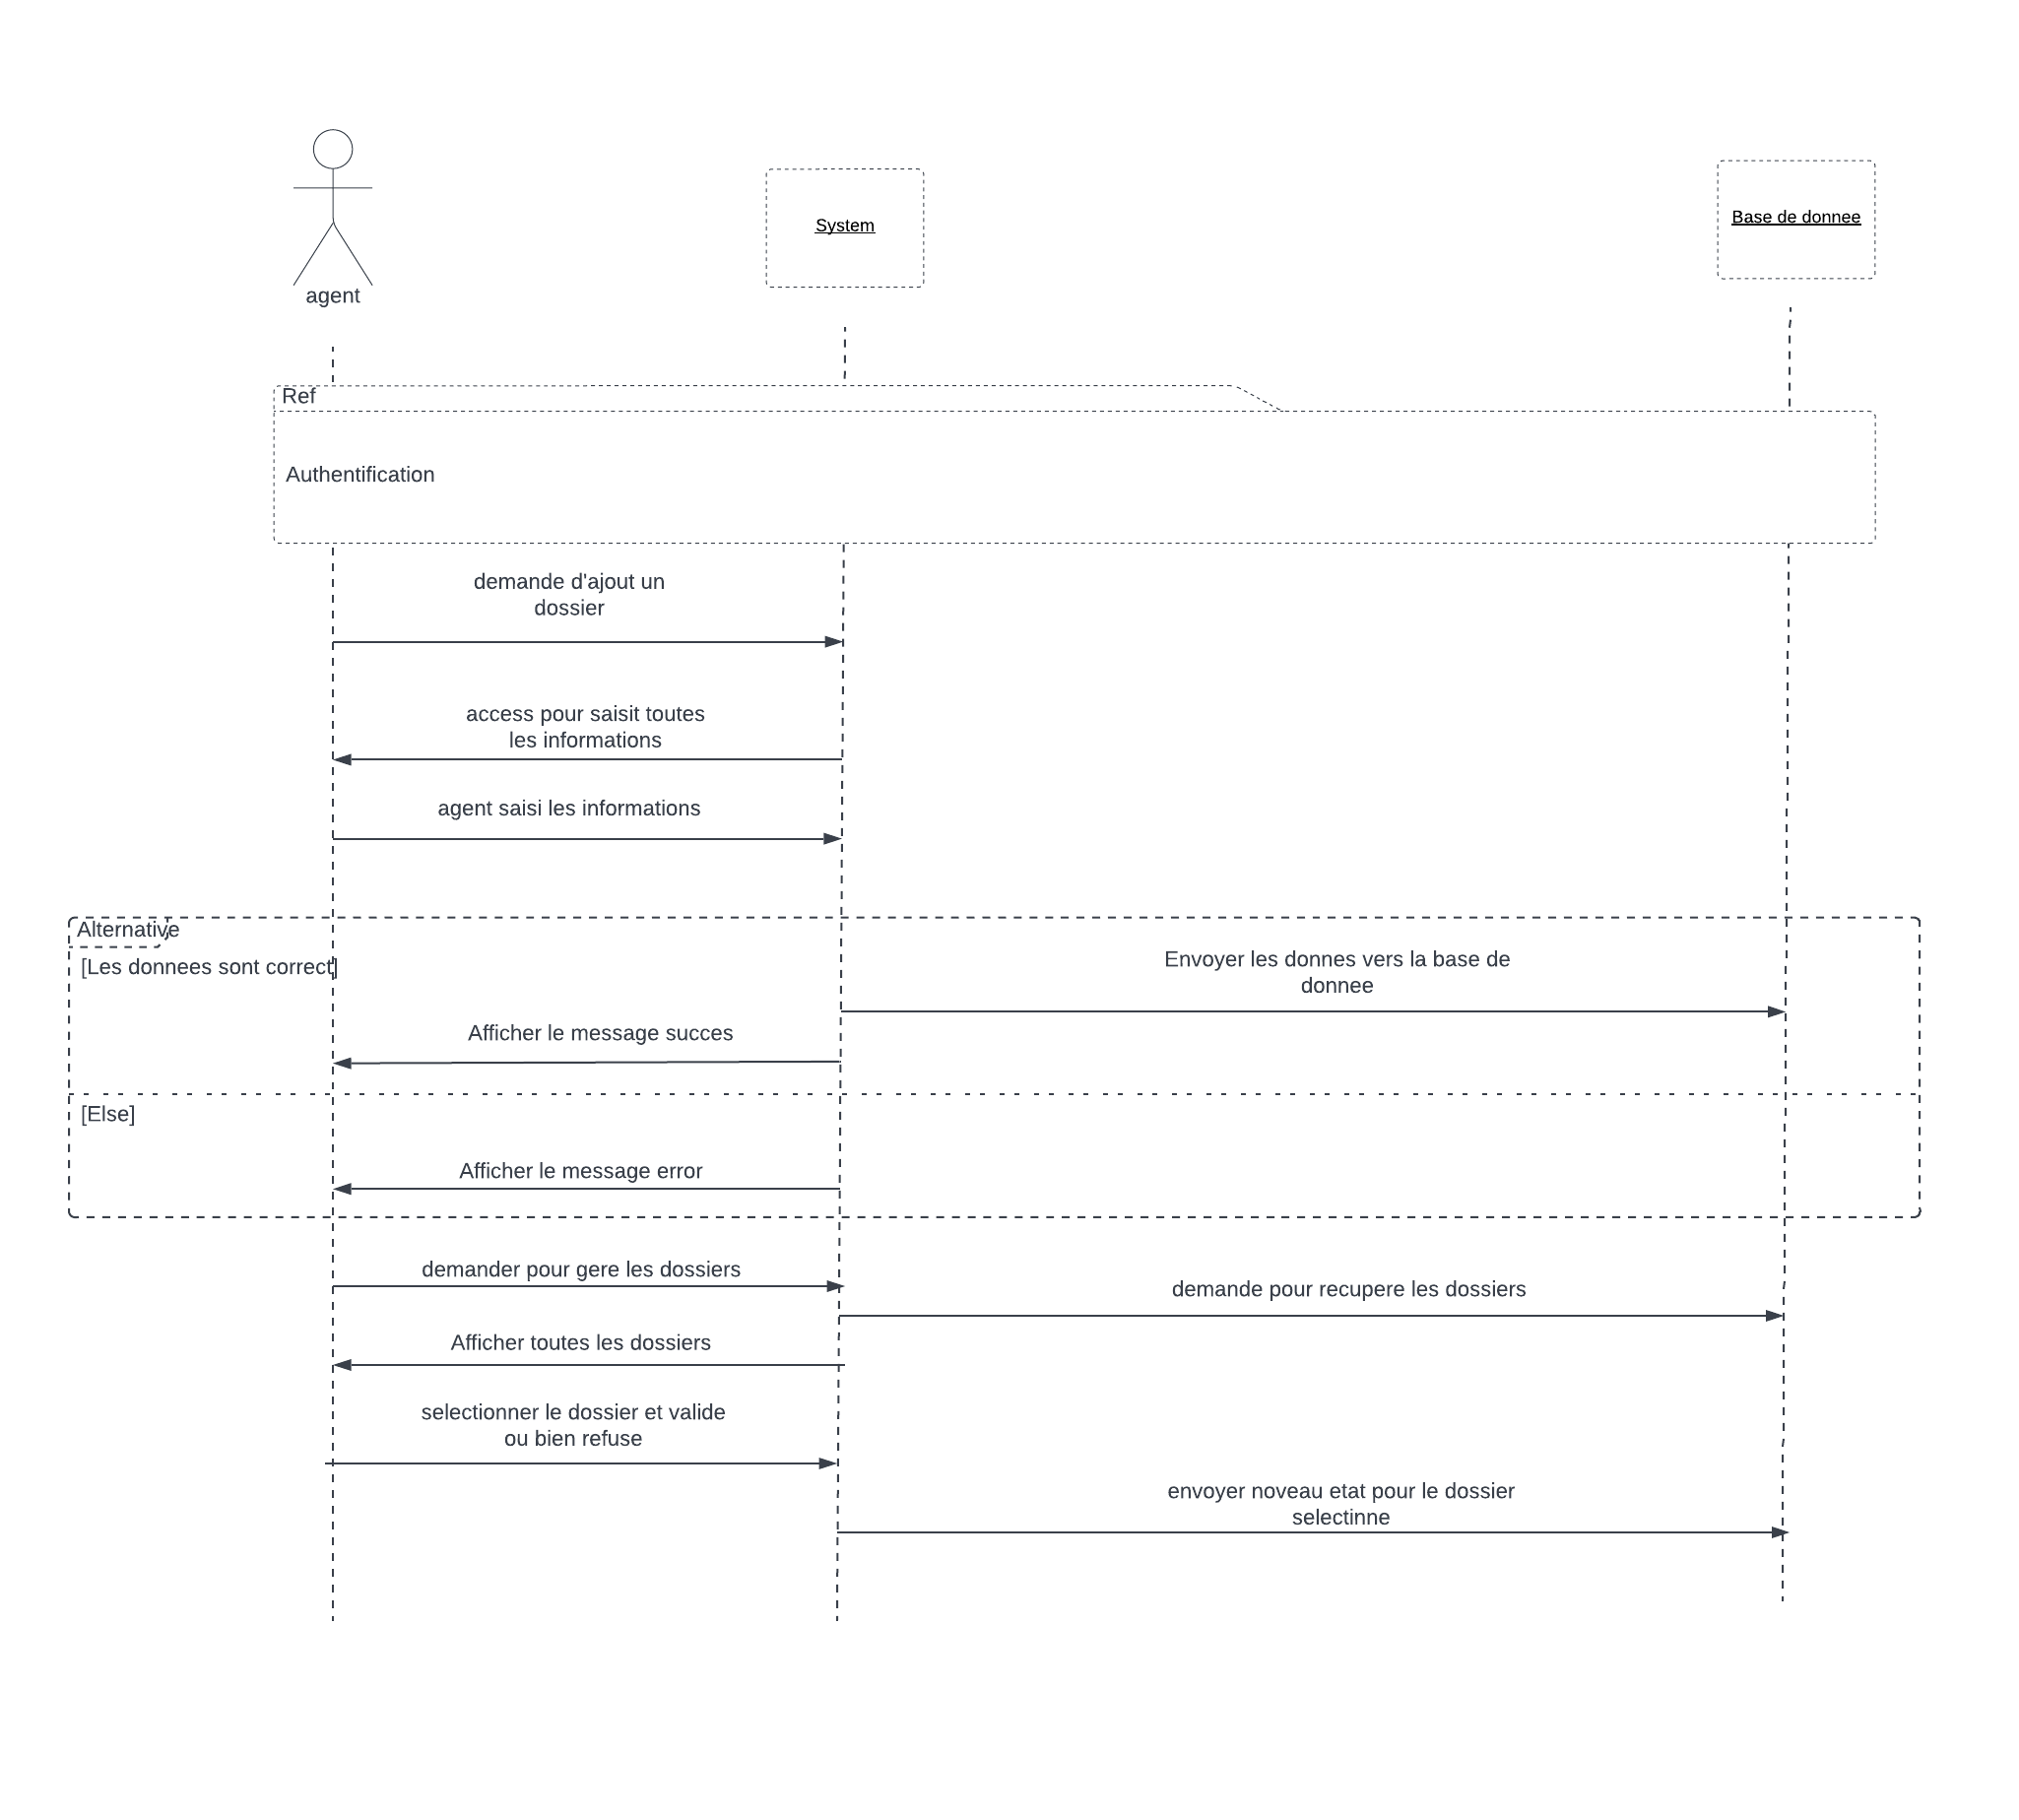 agent
System
Base de donnee
Ref
Authentification
demande d'ajout un
dossier
access pour saisit toutes
les informations
agent saisi les informations
Alternative
[Les donnees sont correct]
Envoyer les donnes vers la base de
donnee
Afficher le message succes
[Else]
Afficher le message error
demander pour gere les dossiers
demande pour recupere les dossiers
Afficher toutes les dossiers
selectionner le dossier et valide
ou bien refuse
envoyer noveau etat pour le dossier
selectinne